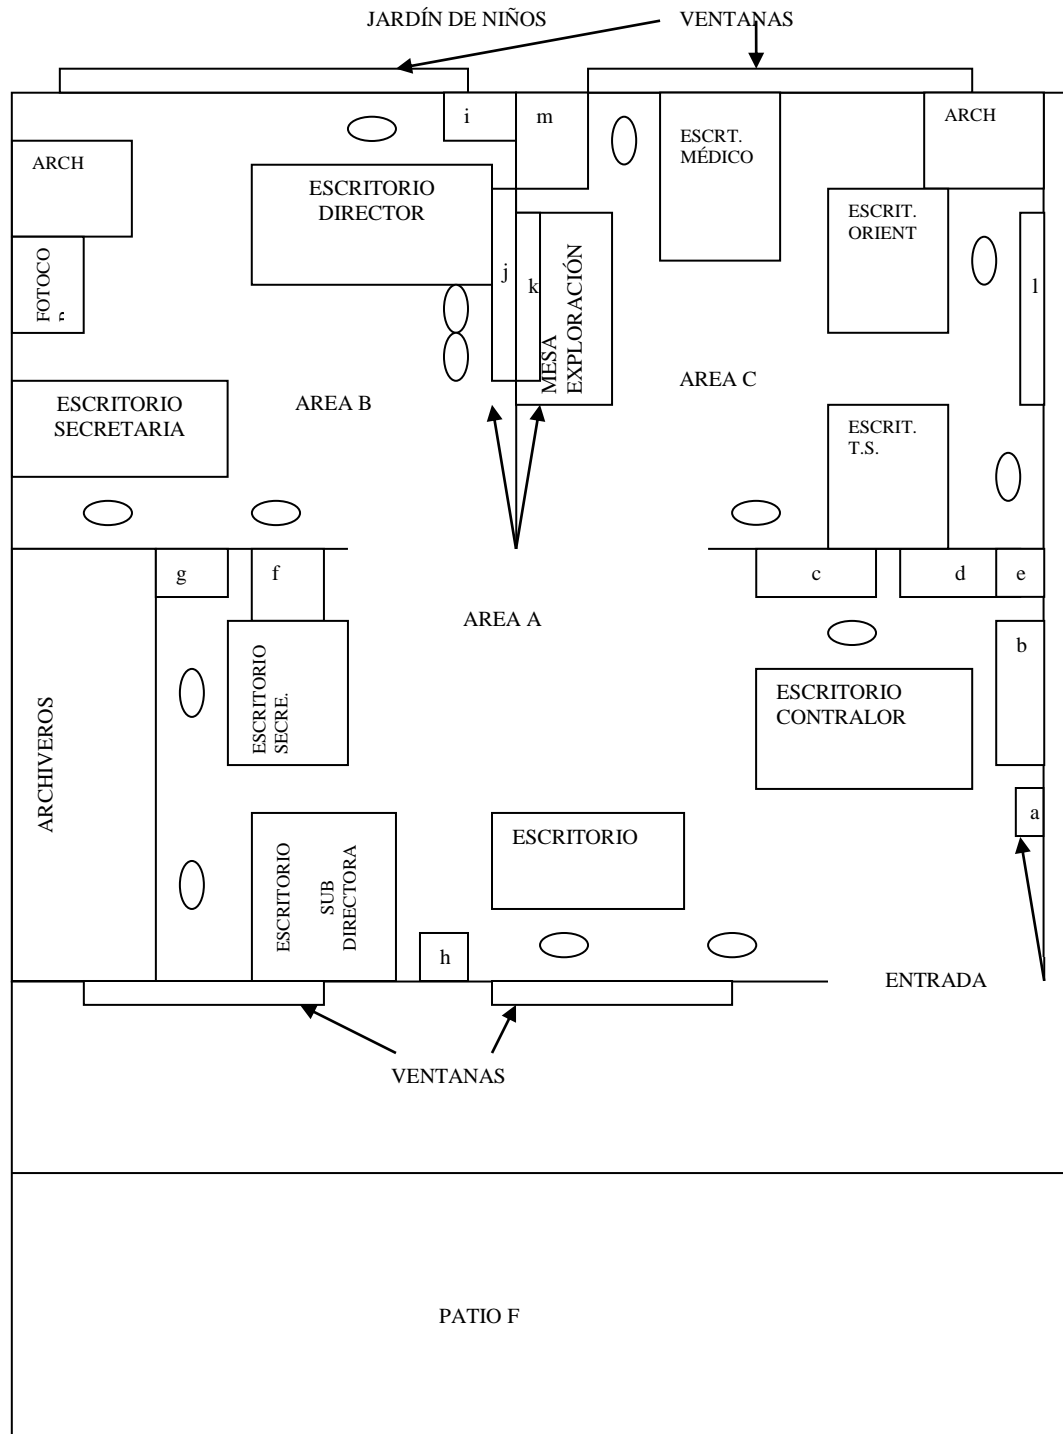 JARDÍN DE NIÑOS VENTANAS
i
m
ARCH
ESCRT.
MÉDICO
ARCH
ESCRITORIO
DIRECTOR
ESCRIT.
ORIENT
FOTOCO
j
k
l
MESA
EXPLORACIÓN
AREA C
ESCRITORIO
SECRETARIA
AREA B
ESCRIT.
T.S.
g
f
c
d
e
AREA A
b
ESCRITORIO
SECRE.
ESCRITORIO
CONTRALOR
ARCHIVEROS
a
ESCRITORIO
SUB
DIRECTORA
ESCRITORIO
h
ENTRADA
VENTANAS
PATIO F